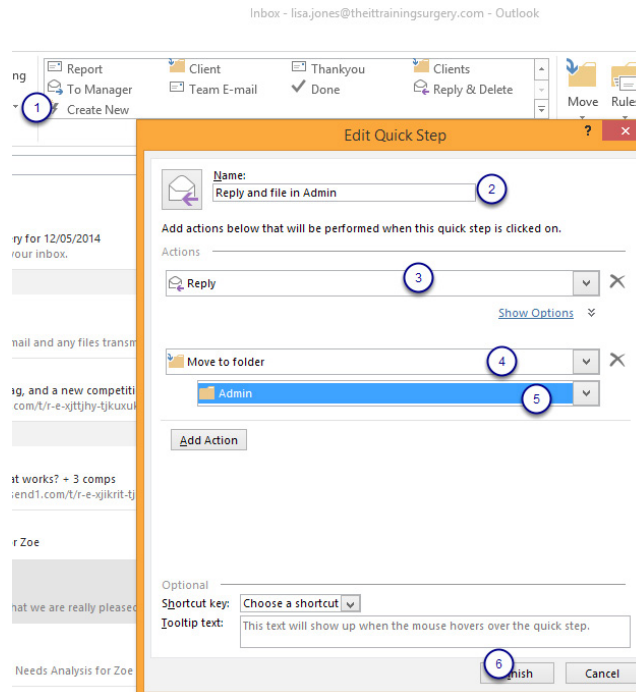 Inbox - lisa.jones@theittrainingsurgery.com - Outlook
Report Client Thankyou Clients
To Manager Team E-mail Done Reply & Delete
1 Create New
Move Rules
Edit Quick Step ? ×
Name:
Reply and file in Admin 2
Add actions below that will be performed when this quick step is clicked on.
ry for 12/05/2014
your inbox.
Actions
Reply 3
Show Options
mail and any files transm
Move to folder 4
ag, and a new competiti
Admin 5
com/t/r-e-xjttjhy-tjkuxuk
Add Action
at works? + 3 comps
send1.com/t/r-e-xjikrit-tj
r Zoe
Optional
Shortcut key: Choose a shortcut
hat we are really pleased
Tooltip text: This text will show up when the mouse hovers over the quick step.
Needs Analysis for Zoe
6 nish Cancel